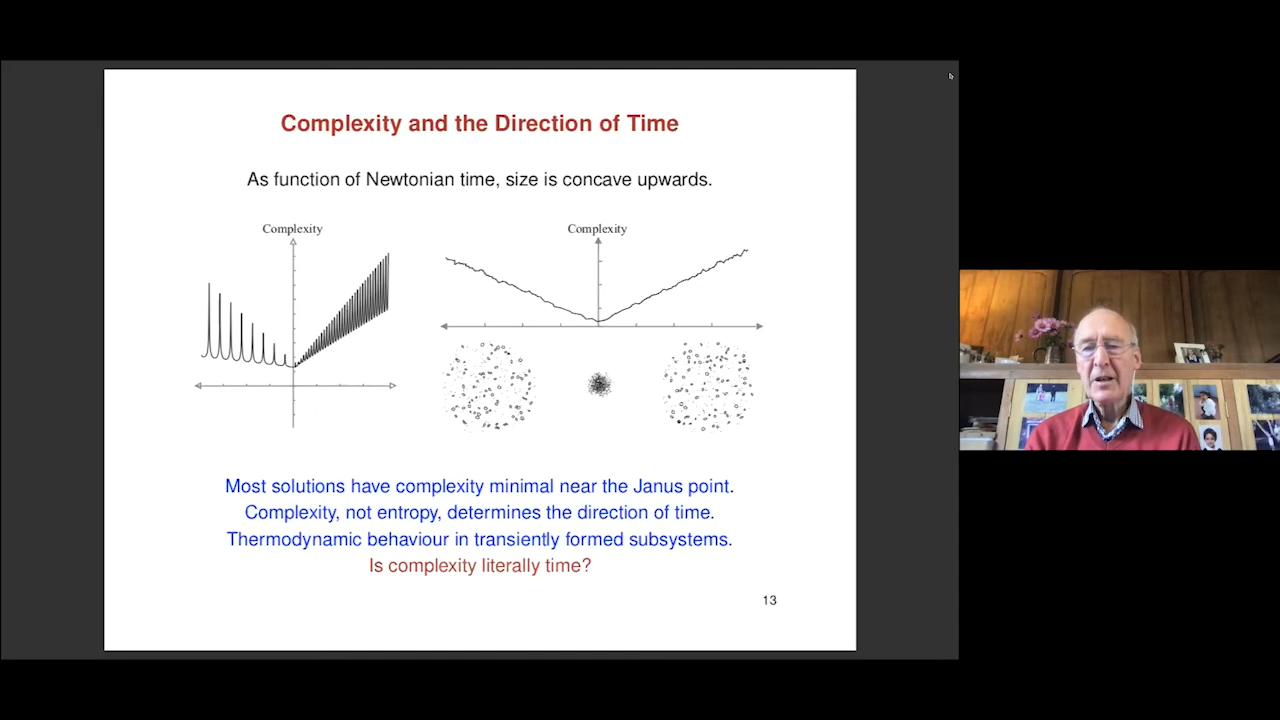 Complexity and the Direction of Time
As function of Newtonian time, size is concave upwards.
Complexity
Complexity
Most solutions have complexity minimal near the Janus point.
Complexity, not entropy, determines the direction of time.
Thermodynamic behaviour in transiently formed subsystems.
Is complexity literally time?
13